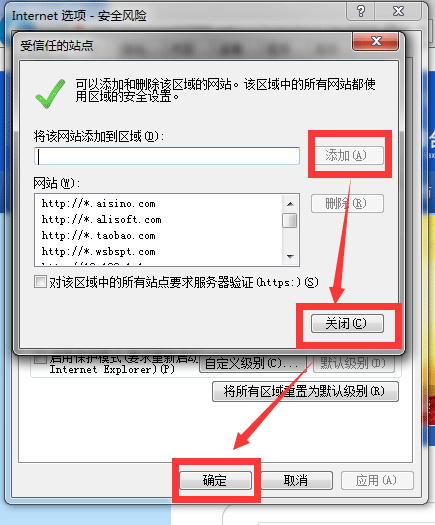 Internet 选项 - 安全风险
受信任的站点
可以添加和删除该区域的网站。该区域中的所有网站都使
用区域的安全设置。
将该网站添加到区域(D):
添加(A)
网站(W):
http://*.aisino.com
http://*.alisoft.com
http://*.taobao.com
http://*.wsbspt.com
删除(R)
对该区域中的所有站点要求服务器验证(https:)(S)
关闭(C)
启用保护模式(要求重新启动
Internet Explorer)(P)
自定义级别(C)...
默认级别(D)
将所有区域重置为默认级别(R)
确定
取消
应用(A)